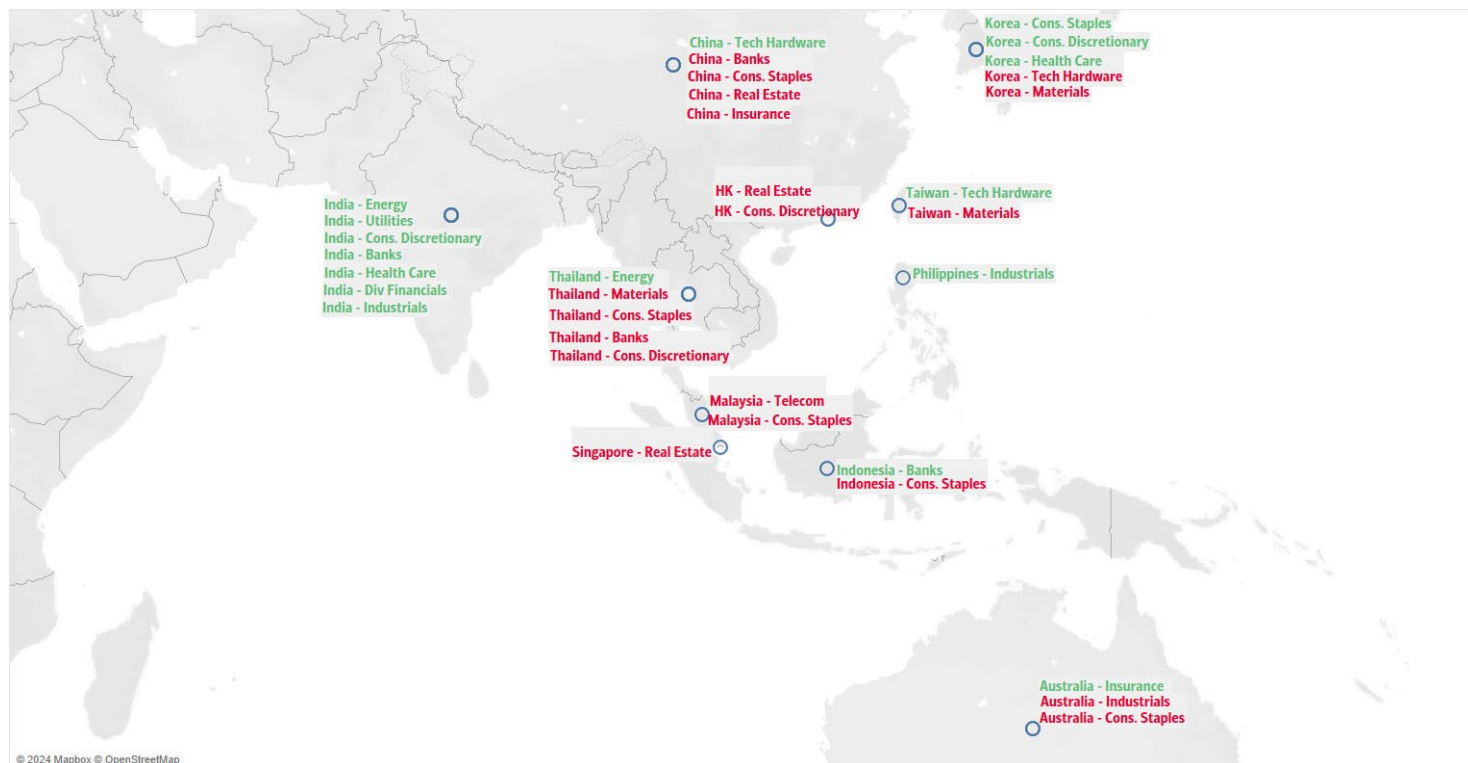 Korea - Cons. Staples
Korea - Cons. Discretionary
Korea - Health Care
Korea - Tech Hardware
Korea - Materials
China - Tech Hardware
China - Banks
China - Cons. Staples
China - Real Estate
China - Insurance
HK - Real Estate
HK - Cons. Discretionary
Taiwan - Tech Hardware
Taiwan - Materials
India - Energy
India - Utilities
India - Cons. Discretionary
India - Banks
India - Health Care
India - Div Financials
India - Industrials
Thailand - Energy
Thailand - Materials
Thailand - Cons. Staples
Thailand - Banks
Thailand - Cons. Discretionary
Philippines - Industrials
Malaysia - Telecom
Malaysia - Cons. Staples
Singapore - Real Estate
Indonesia - Banks
Indonesia - Cons. Staples
Australia - Insurance
Australia - Industrials
Australia - Cons. Staples
© 2024 Mapbox © OpenStreetMap